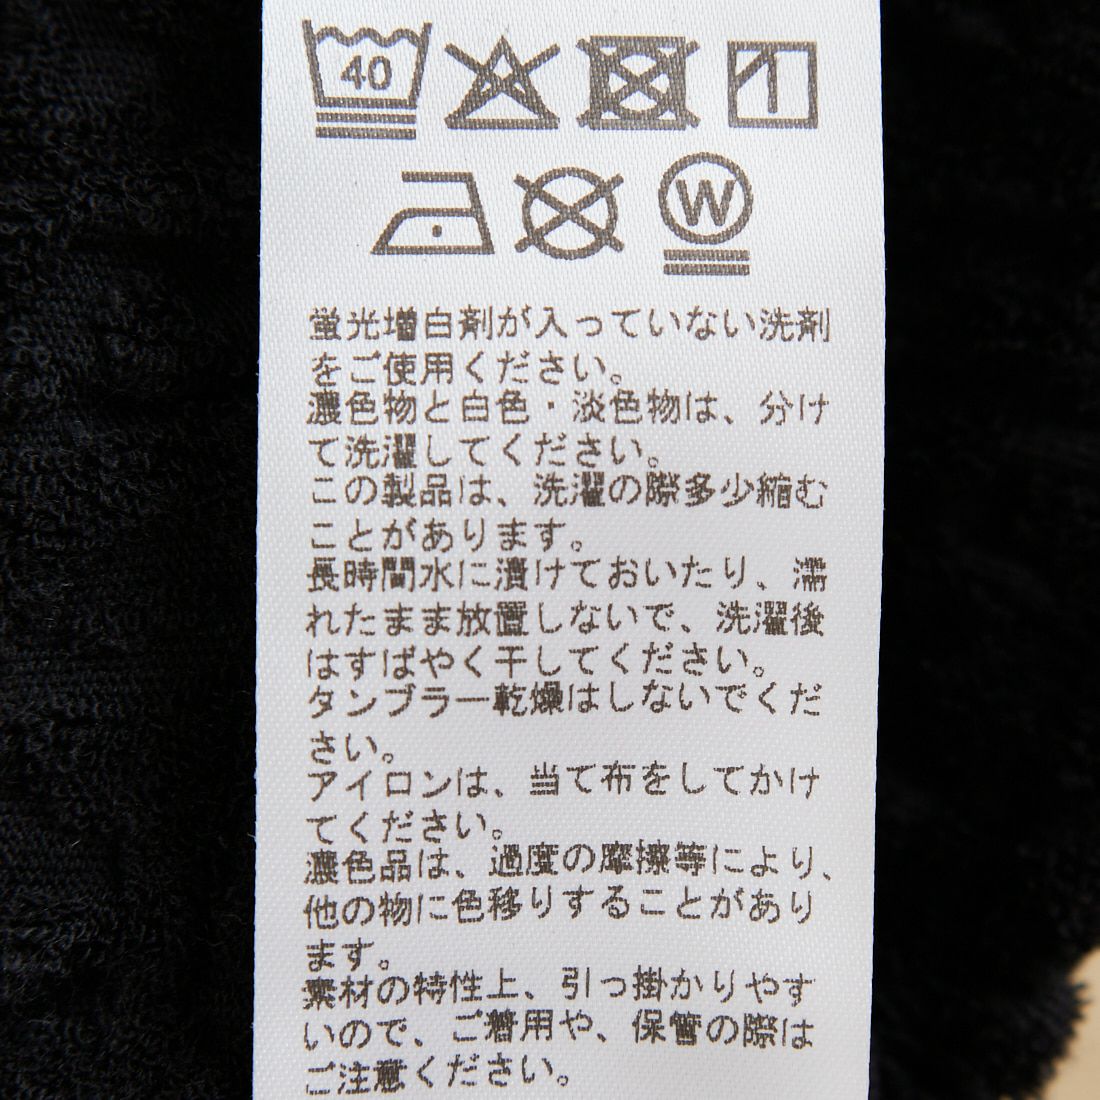 40
W
蛍光増白剤が入っていない洗剤
をご使用ください。
濃色物と白色・淡色物は、分け
て洗濯してください。
この製品は、洗濯の際多少縮む
ことがあります。
長時間水に漬けておいたり、濡
れたまま放置しないで、洗濯後
はすばやく干してください。
タンブラー乾燥はしないでくだ
さい。
アイロンは、当て布をしてかけ
てください。
濃色品は、過度の摩擦等により、
他の物に色移りすることがあり
ます。
素材の特性上、引っ掛かりやす
いので、ご着用や、保管の際は
ご注意ください。